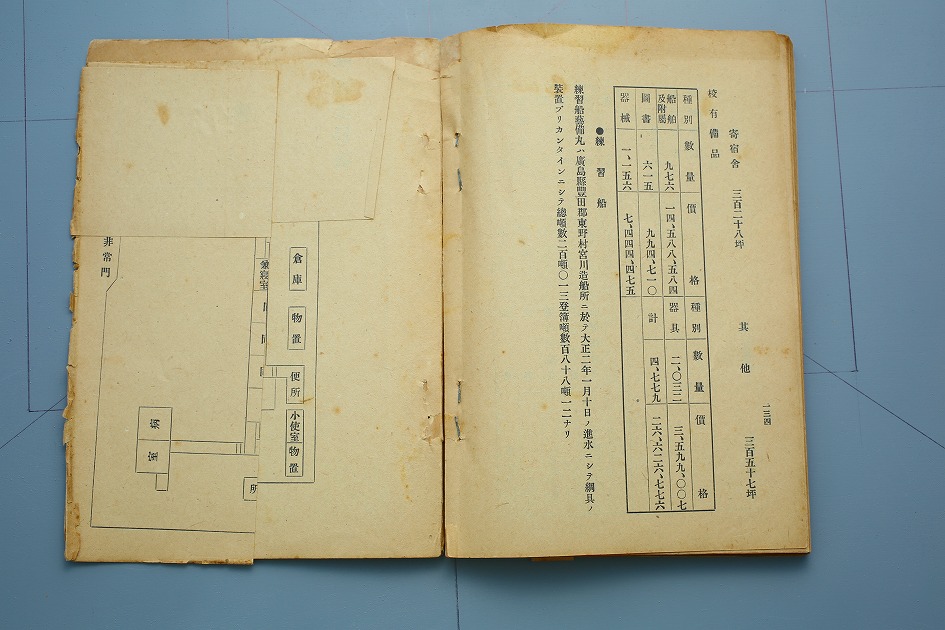 寄宿舍 三百二十八坪 其他 三百五十七坪
一三四
校有備品
種別 數量 價格 種別 數量 價格
船舶及附屬 九七六 一四、五八八、五八四 器具 二、〇三二 三、五九九、〇〇七
圖書 六一五 九九四、七一〇 計 四、七七九 二六、六二六、七七六
器械 一、一五六 七、四四四、四七五
●練習船
練習船藝備丸ハ廣島縣豐田郡東野村宮川造船所ニ於テ大正二年一月十日ノ進水ニシテ綱具ノ
裝置ブリカンタインニシテ總噸數二百噸〇一三登簿噸數百八十八噸一二ナリ
倉庫
物置
便所
小使室
物置
所
病室
非常門